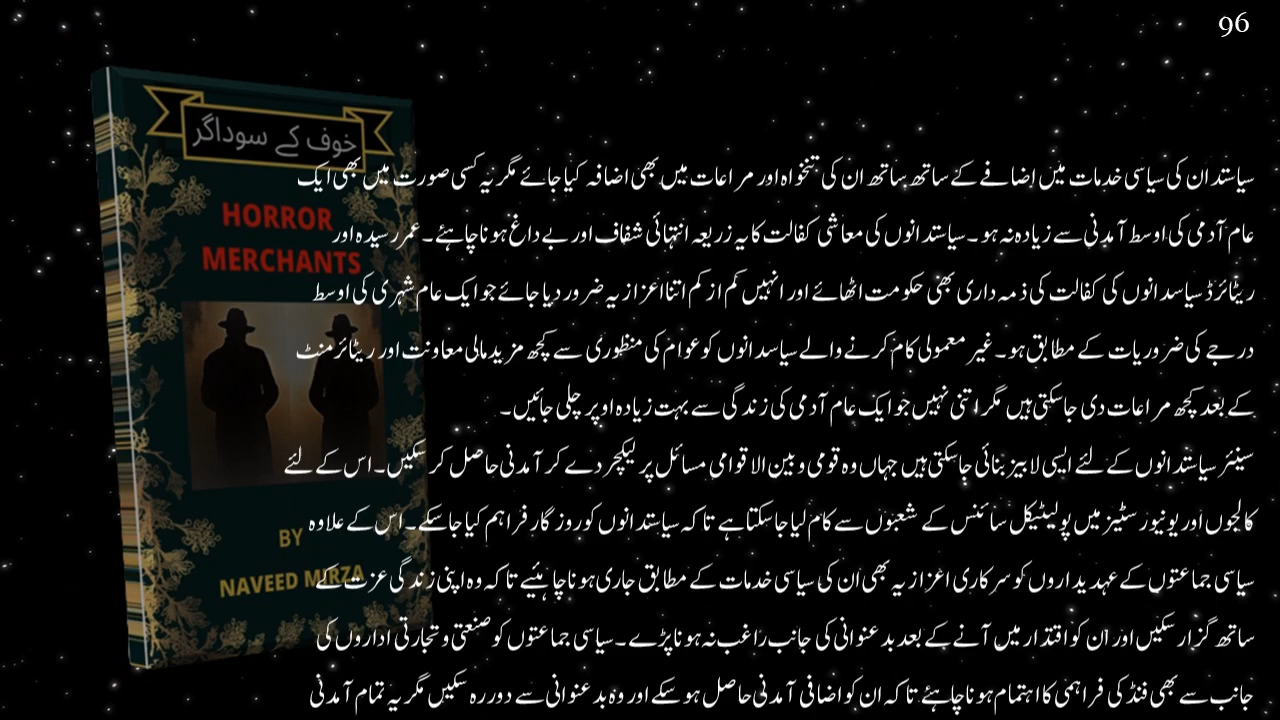 96
خوف کے سوداگر
HORROR
MERCHANTS
BY
NAVEED MIRZA
سیاستدان کی سیاسی خدمات میں اضافے کے ساتھ ساتھ ان کی تنخواہ اور مراعات میں بھی اضافہ کیا جائے مگر یہ کسی صورت میں بھی ایک
عام آدمی کی اوسط آمدنی سے زیادہ نہ ہو۔ سیاستدانوں کی معاشی کفالت کا یہ زریعہ انتہائی شفاف اور بے داغ ہونا چاہئے۔ عمر رسیدہ اور
ریٹائرڈ سیاسدانوں کی کفالت کی ذمہ داری بھی حکومت اٹھائے اور انہیں کم از کم اتنا اعزازیہ ضرور دیا جائے جو ایک عام شہری کی اوسط
درجے کی ضروریات کے مطابق ہو۔ غیر معمولی کام کرنے والے سیاسدانوں کو عوام کی منظوری سے کچھ مزید مالی معاونت اور ریٹائرمنٹ
کے بعد کچھ مراعات دی جاسکتی ہیں مگر اتنی نہیں جو ایک عام آدمی کی زندگی سے بہت زیادہ اوپر چلی جائیں۔
سینئر سیاستدانوں کے لئے ایسی لابیز بنائی جاسکتی ہیں جہاں وہ قومی و بین الاقوامی مسائل پر لیکچر دے کر آمدنی حاصل کر سکیں۔ اس کے لئے
کالجوں اور یونیورسٹیز میں پولیٹیکل سائنس کے شعبوں سے کام لیا جاسکتا ہے تاکہ سیاستدانوں کو روزگار فراہم کیا جاسکے۔ اس کے علاوہ
سیاسی جماعتوں کے عہدیداروں کو سرکاری اعزازیہ بھی ان کی سیاسی خدمات کے مطابق جاری ہونا چاہئیے تاکہ وہ اپنی زندگی عزت کے
ساتھ گزار سکیں اور ان کو اقتدار میں آنے کے بعد بدعنوانی کی جانب راغب نہ ہونا پڑے۔ سیاسی جماعتوں کو صنعتی و تجارتی اداروں کی
جانب سے بھی فنڈ کی فراہمی کا اہتمام ہونا چاہئے تاکہ ان کو اضافی آمدنی حاصل ہو سکے اور وہ بدعنوانی سے دور رہ سکیں مگر یہ تمام آمدنی